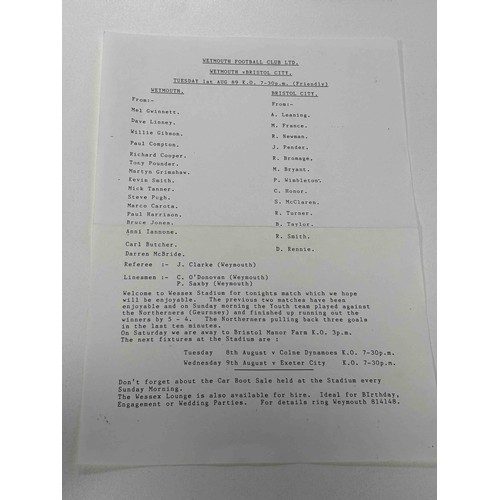 WEYMOUTH FOOTBALL CLUB LTD.
WEYMOUTH v BRISTOL CITY.
TUESDAY 1st AUG 89 K.O. 7-30p.m. (Friendly)
WEYMOUTH. BRISTOL CITY.
From:- From:-
Mel Gwinnett. A. Leaning.
Dave Linney. M. France.
Willie Gibson. R. Newman.
Paul Compton. J. Pender.
Richard Cooper. K. Bromage,
Tony Pounder. M. Bryant.
Martyn Grimshaw. P. Wimbleton\
Kevin Smith. C. Honor.
Mick Tanner. S. McClaren.
Steve Pugh. R. Turner.
Marco Carota. B. Taylor.
Paul Harrison. R. Smith.
Bruce Jones. D. Rennie.
Anni Iannone.
Carl Butcher.
Darren McBride.
Referee :- J. Clarke (Weymouth)
Linesmen :- C. O'Donovan (Weymouth)
P. Saxby (Weymouth)
Welcome to Wessex Stadium for tonights match which we hope
will be enjoyable. The previous two matches have been
enjoyable and on Sunday morning the Youth team played against
the Northerners (Geurnsey) and finished up running out the
winners by 5 - 4. The Northerners pulling back three goals
in the last ten minutes.
On Saturday we are away to Bristol Manor Farm K.O. 3p.m.
The next fixtures at the Stadium are :
Tuesday 8th August v Colne Dynamoes K.O. 7-30p.m.
Wednesday 9th August v Exeter City K.O. 7-30p.m.
Don't forget about the Car Boot Sale held at the Stadium every
Sunday Morning.
The Wessex Lounge is also available for hire. Ideal for BIrthday,
Engagement or Wedding Parties. For details ring Weymouth 814148.